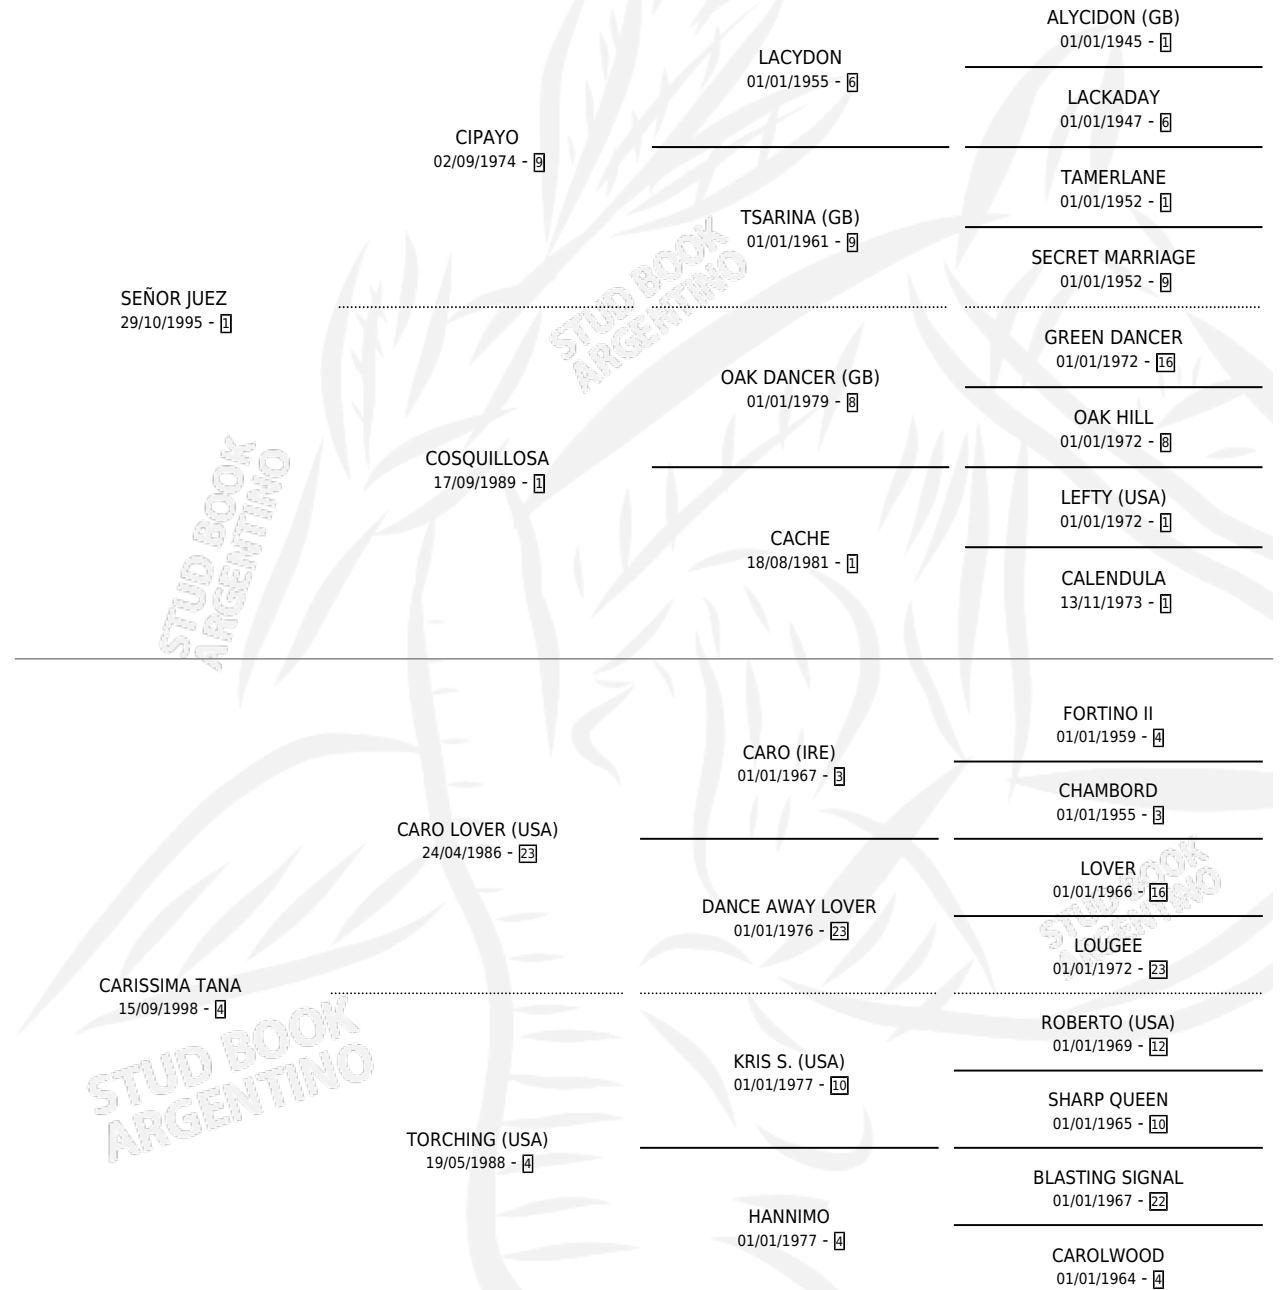 ALYCIDON (GB)
01/01/1945 - 1
LACYDON
01/01/1955 - 6
LACKADAY
01/01/1947 - 6
CIPAYO
02/09/1974 - 9
TAMERLANE
01/01/1952 - 1
TSARINA (GB)
01/01/1961 - 9
SECRET MARRIAGE
01/01/1952 - 9
SEÑOR JUEZ
29/10/1995 - 1
GREEN DANCER
01/01/1972 - 16
OAK DANCER (GB)
01/01/1979 - 8
OAK HILL
01/01/1972 - 8
COSQUILLOSA
17/09/1989 - 1
LEFTY (USA)
01/01/1972 - 1
CACHE
18/08/1981 - 1
CALENDULA
13/11/1973 - 1
FORTINO II
01/01/1959 - 4
CARO (IRE)
01/01/1967 - 3
CHAMBORD
01/01/1955 - 3
CARO LOVER (USA)
24/04/1986 - 23
LOVER
01/01/1966 - 16
DANCE AWAY LOVER
01/01/1976 - 23
LOUGEE
01/01/1972 - 23
CARISSIMA TANA
15/09/1998 - 4
ROBERTO (USA)
01/01/1969 - 12
KRIS S. (USA)
01/01/1977 - 10
SHARP QUEEN
01/01/1965 - 10
TORCHING (USA)
19/05/1988 - 4
BLASTING SIGNAL
01/01/1967 - 22
HANNIMO
01/01/1977 - 4
CAROLWOOD
01/01/1964 - 4
STUD BOOK
ARGENTINO
STUD BOOK
ARGENTINO
STUD BOOK
ARGENTINO
STUD BOOK
ARGENTINO